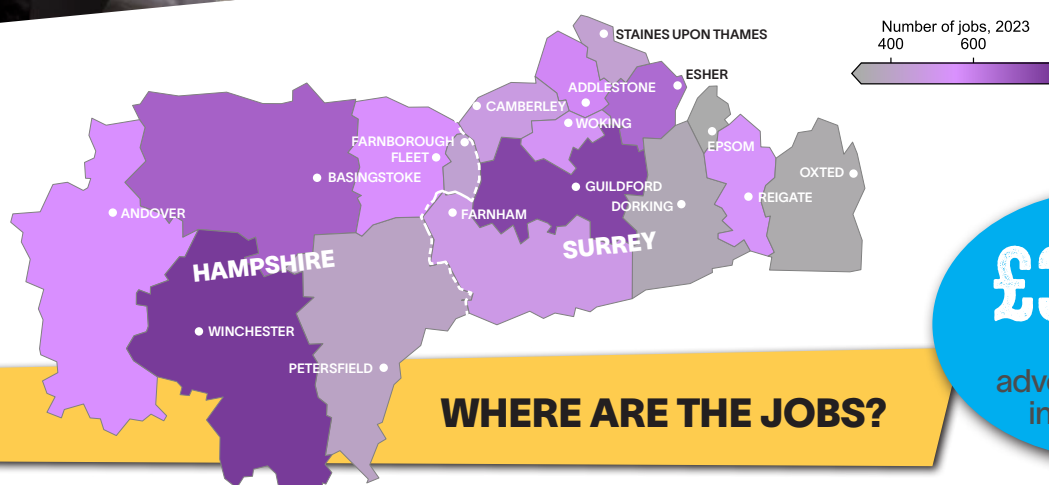 Number of jobs, 2023
400 600
STAINES UPON THAMES
ESHER
ADDLESTONE
CAMBERLEY
WOKING
FARNBOROUGH
FLEET
EPSOM
BASINGSTOKE
OXTED
GUILDFORD
REIGATE
DORKING
ANDOVER
FARNHAM
SURREY
HAMPSHIRE
WINCHESTER
PETERSFIELD
WHERE ARE THE JOBS?